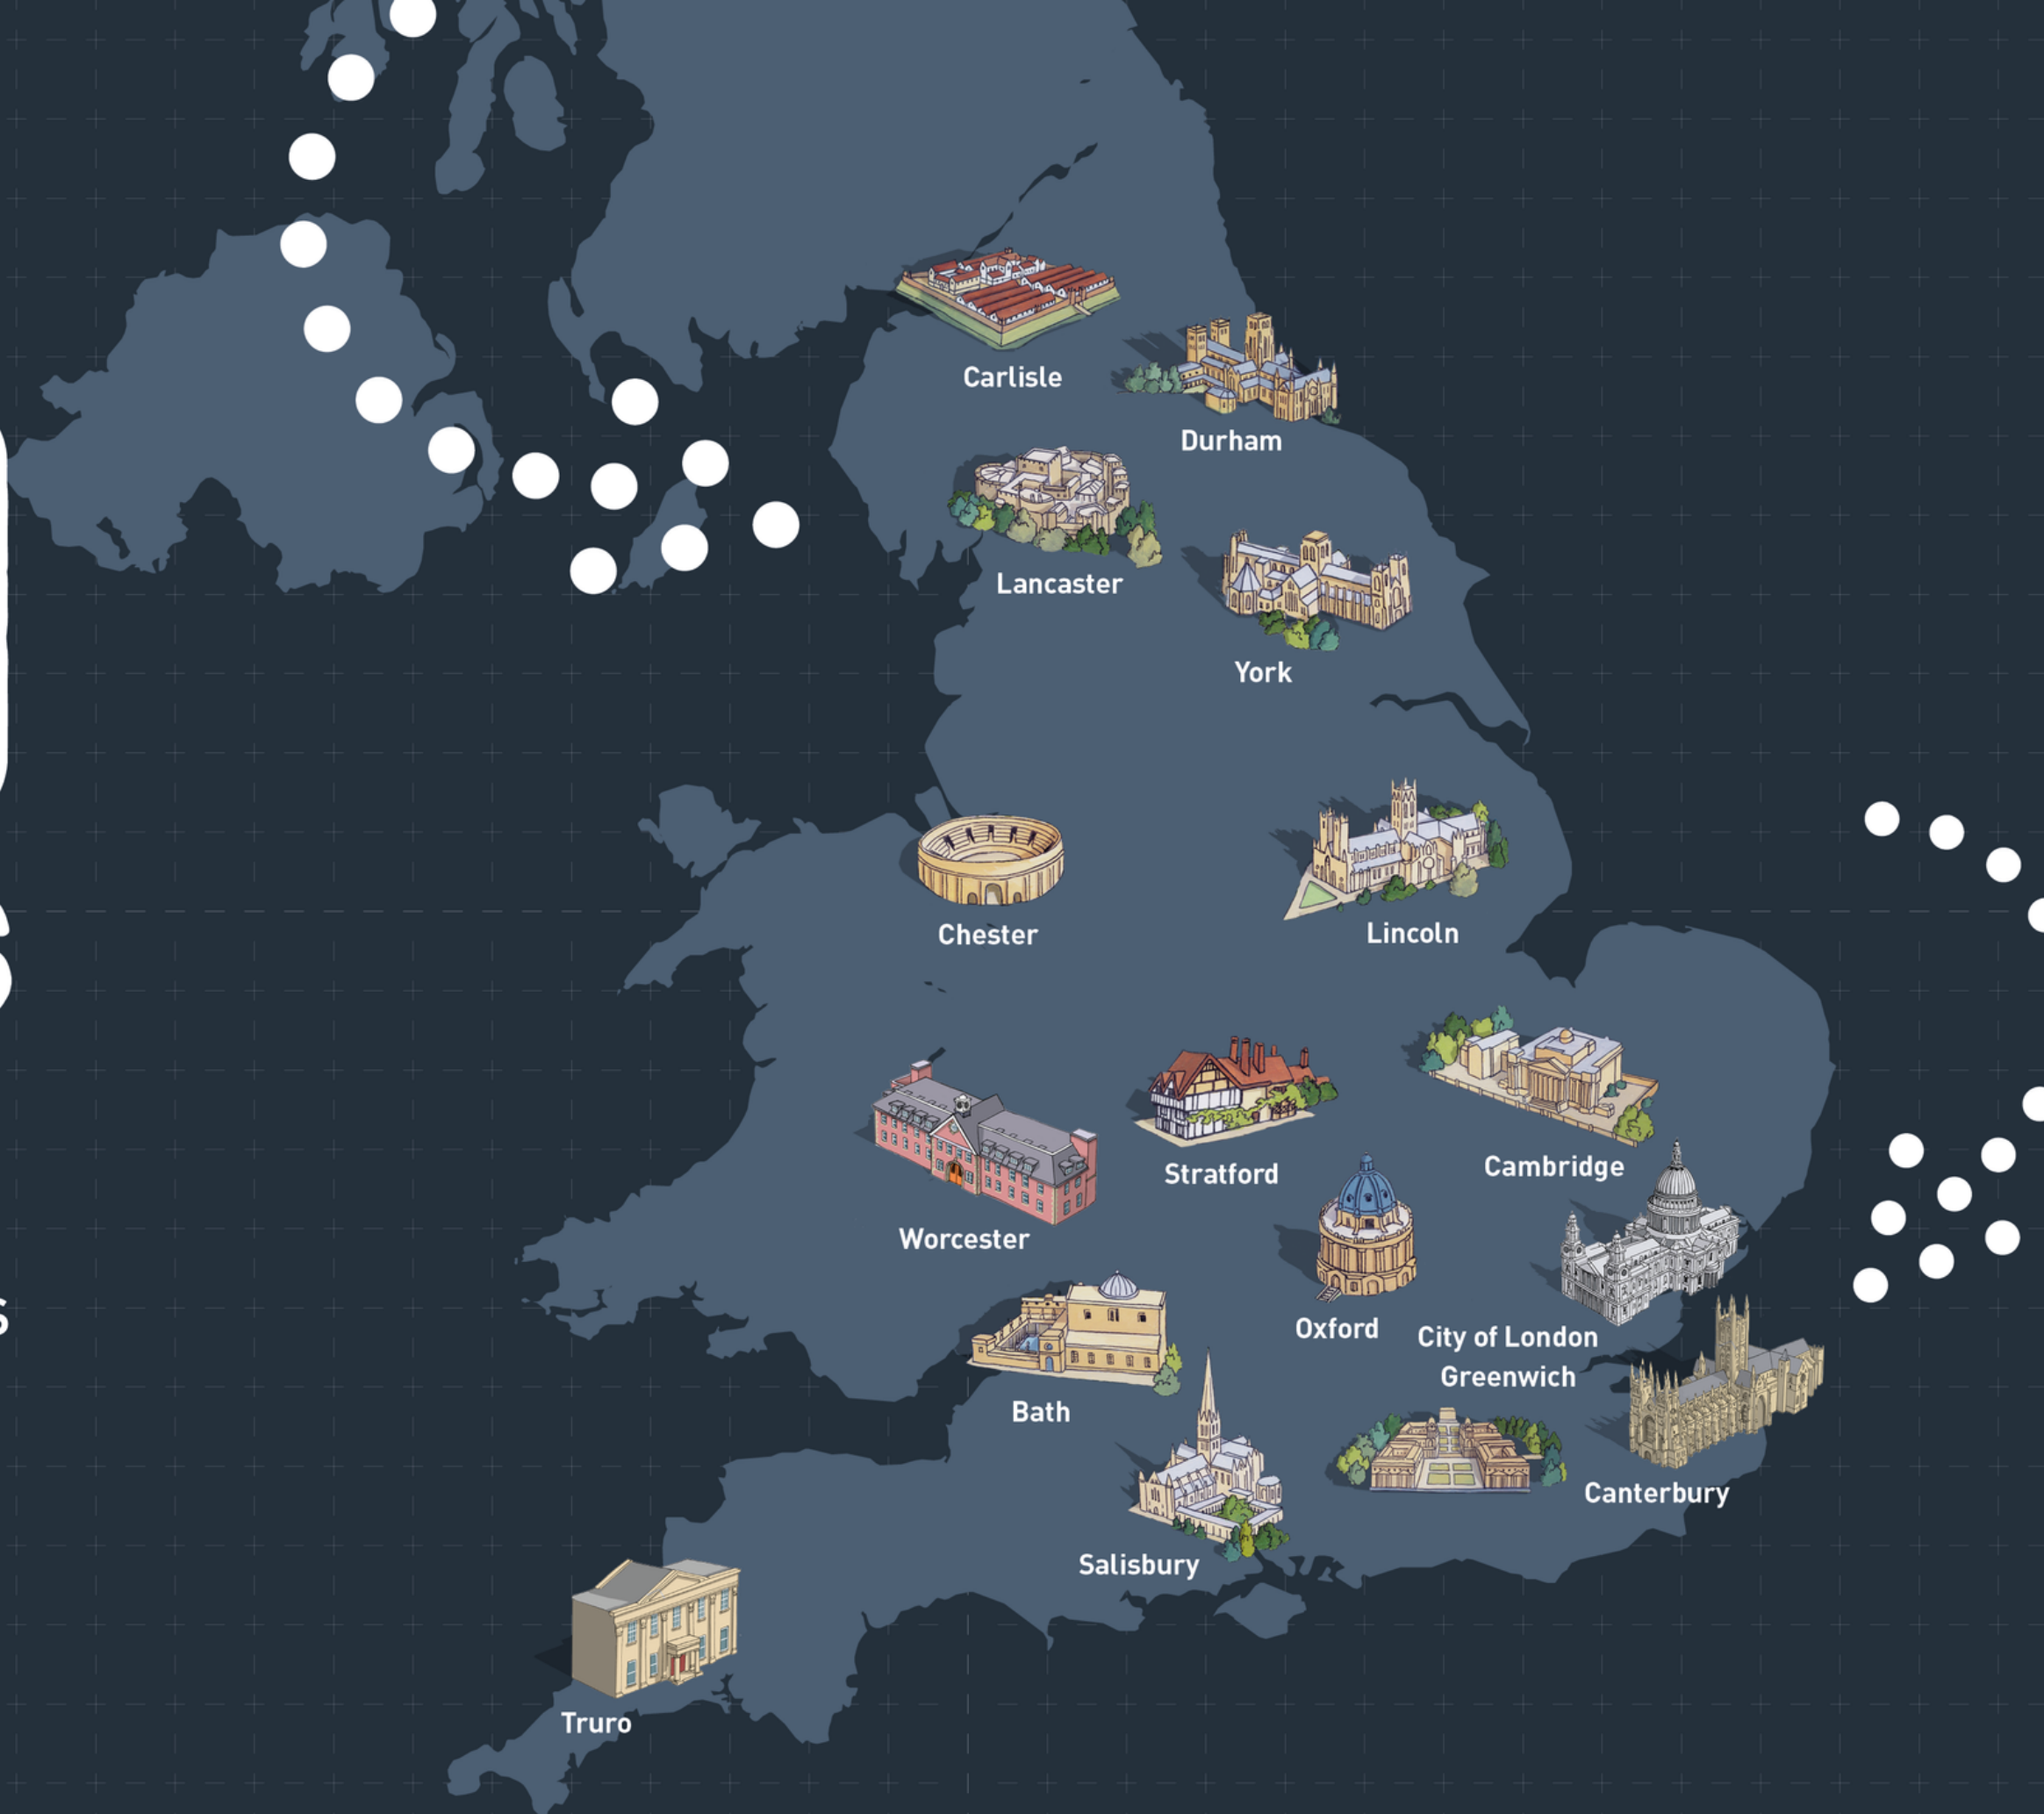 Carlisle
Durham
Lancaster
York
Chester
Lincoln
Stratford
Cambridge
Worcester
Oxford
City of London
Greenwich
Bath
Canterbury
Salisbury
Truro